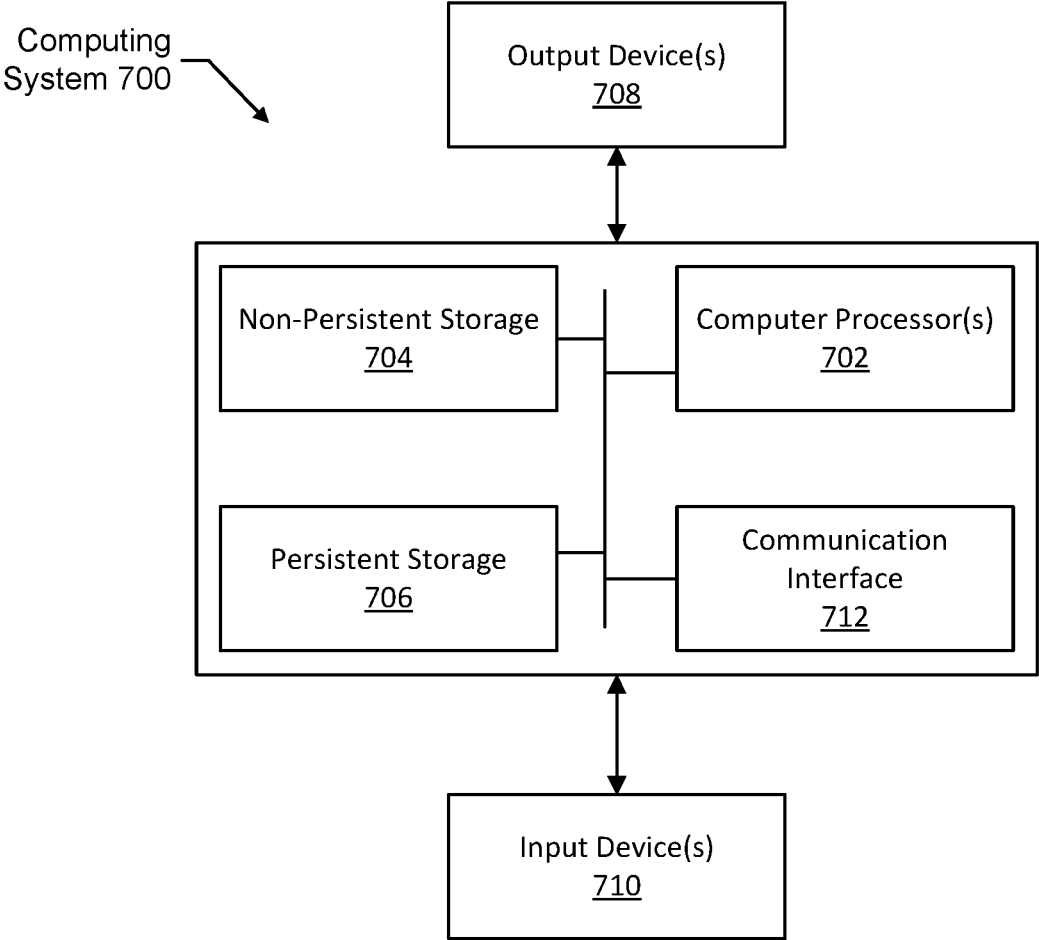 Computing
System 700
Output Device(s)
708
Non-Persistent Storage
704
Computer Processor(s)
702
Persistent Storage
706
Communication
Interface
712
Input Device(s)
710